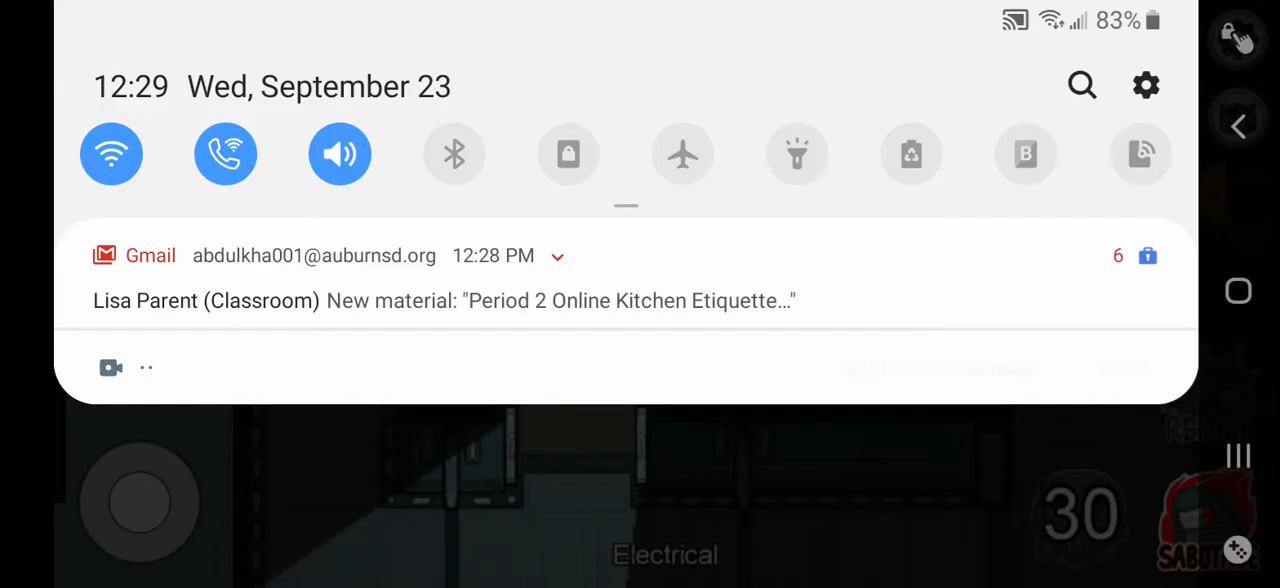 83%
12:29 Wed, September 23
B
Gmail abdulkha001@auburnsd.org 12:28 PM 6
Lisa Parent (Classroom) New material: "Period 2 Online Kitchen Etiquette…"
30
Electrical